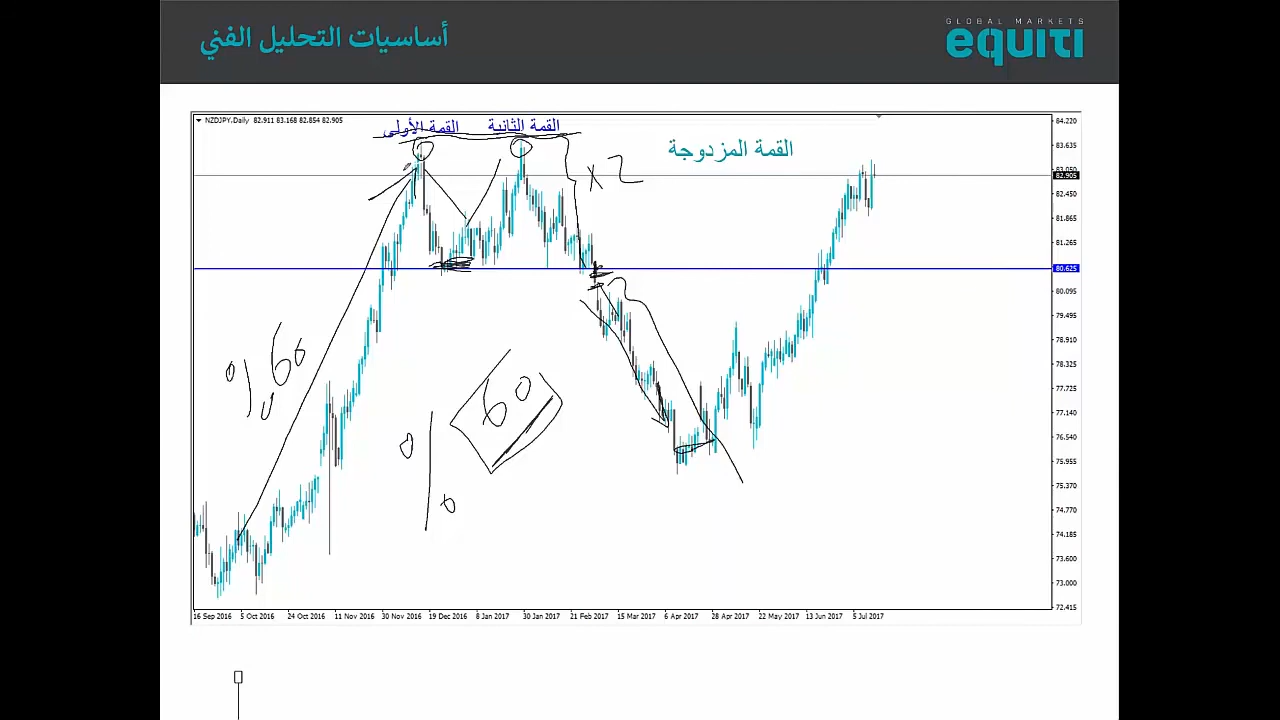 أساسيات التحليل الفني
GLOBAL MARKETS
equiti
NZDJPY.Daily 82.911 83.168 82.854 82.905
القمة الأولى
القمة الثانية
القمة المزدوجة
x 2
% 60
% 60
84.220
83.635
83.050
82.905
82.450
81.865
81.265
80.625
80.095
79.495
78.910
78.325
77.725
77.140
76.540
75.955
75.370
74.770
74.185
73.600
73.000
72.415
16 Sep 2016 5 Oct 2016 24 Oct 2016 11 Nov 2016 30 Nov 2016 19 Dec 2016 8 Jan 2017 30 Jan 2017 21 Feb 2017 15 Mar 2017 6 Apr 2017 28 Apr 2017 22 May 2017 13 Jun 2017 5 Jul 2017